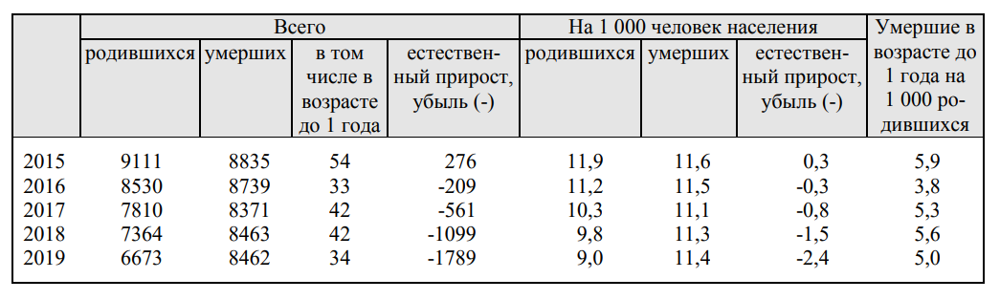 Всего На 1 000 человек населения Умершие в возрасте до 1 года на 1 000 ро-дившихся
родившихся умерших в том числе в возрасте до 1 года естествен-ный прирост, убыль (-) родившихся умерших естествен-ный прирост, убыль (-)
2015 9111 8835 54 276 11,9 11,6 0,3 5,9
2016 8530 8739 33 -209 11,2 11,5 -0,3 3,8
2017 7810 8371 42 -561 10,3 11,1 -0,8 5,3
2018 7364 8463 42 -1099 9,8 11,3 -1,5 5,6
2019 6673 8462 34 -1789 9,0 11,4 -2,4 5,0